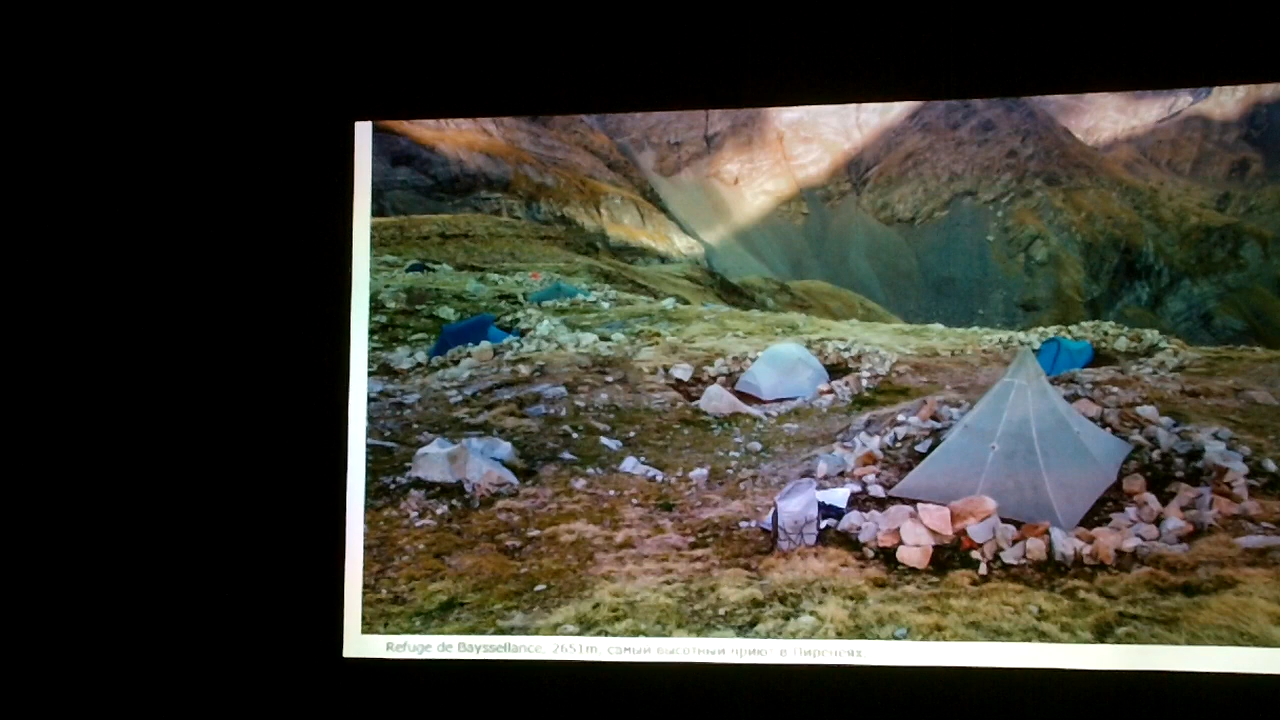 Refuge de Bayssellance, 2651m, самый высотный приют в Пиренеях.